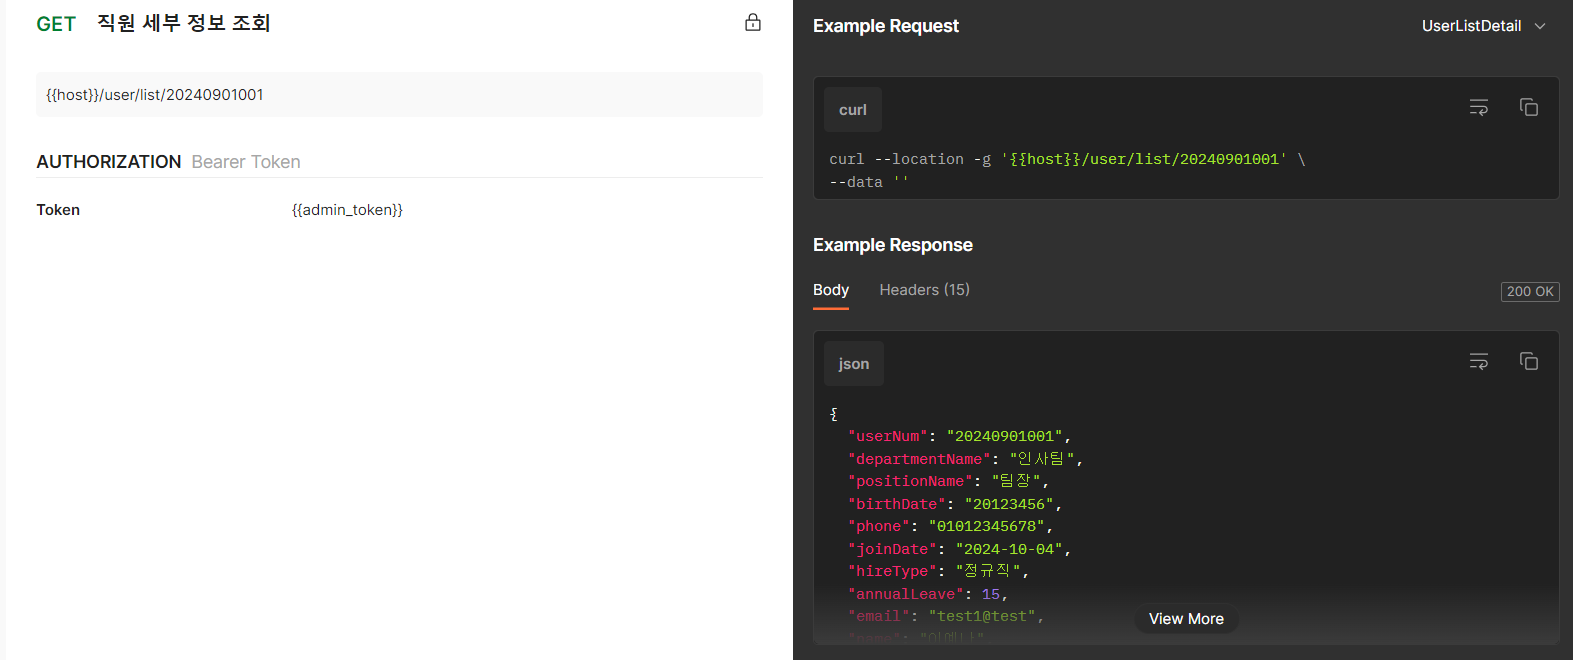 GET 직원 세부 정보 조회
{{host}}/user/list/20240901001
AUTHORIZATION Bearer Token
Token {{admin_token}}
Example Request UserListDetail
curl
curl --location -g '{{host}}/user/list/20240901001' \
--data ''
Example Response
Body Headers (15) 200 OK
json
{
"userNum": "20240901001",
"departmentName": "인사팀",
"positionName": "팀장",
"birthDate": "20123456",
"phone": "01012345678",
"joinDate": "2024-10-04",
"hireType": "정규직",
"annualLeave": 15,
"email": "test1@test",
View More